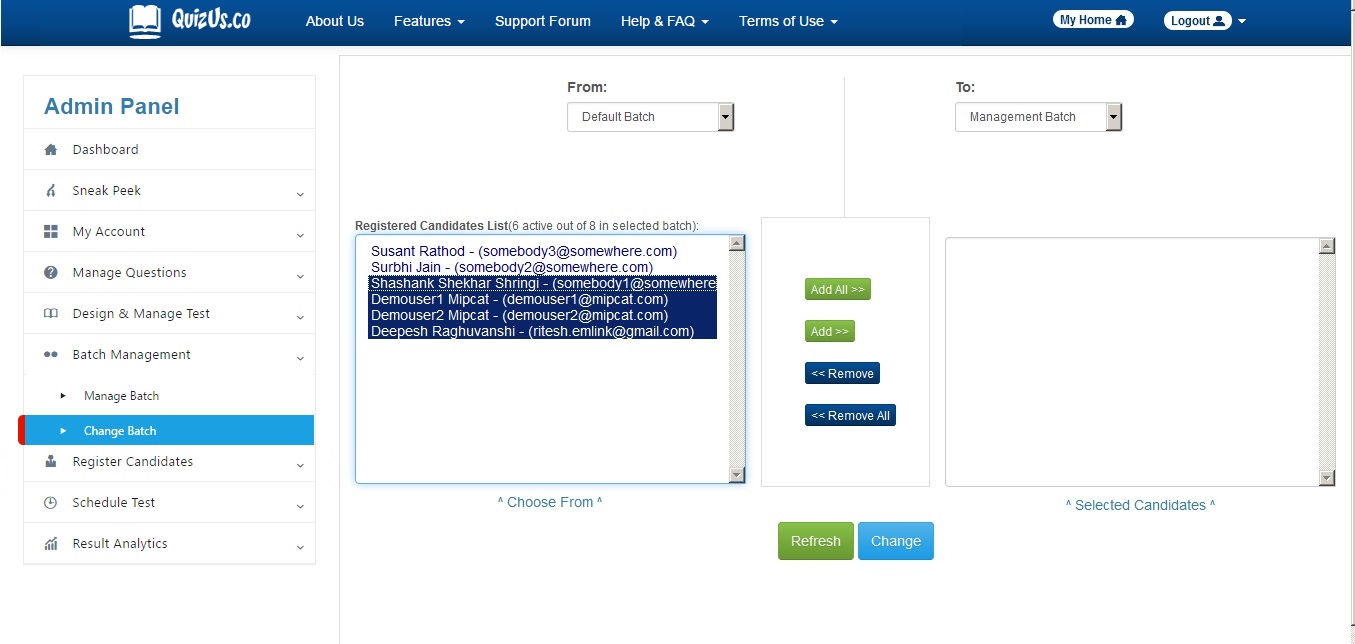 QuizUs.co
About Us
Features
Support Forum
Help & FAQ
Terms of Use
My Home
Logout
Admin Panel
Dashboard
Sneak Peek
My Account
Manage Questions
Design & Manage Test
Batch Management
Manage Batch
Change Batch
Register Candidates
Schedule Test
Result Analytics
From:
Default Batch
To:
Management Batch
Registered Candidates List(6 active out of 8 in selected batch):
Susant Rathod - (somebody3@somewhere.com)
Surbhi Jain - (somebody2@somewhere.com)
Shashank Shekhar Shringi - (somebody1@somewhere
Demouser1 Mipcat - (demouser1@mipcat.com)
Demouser2 Mipcat - (demouser2@mipcat.com)
Deepesh Raghuvanshi - (ritesh.emlink@gmail.com)
^ Choose From ^
Add All >>
Add >>
<< Remove
<< Remove All
^ Selected Candidates ^
Refresh
Change